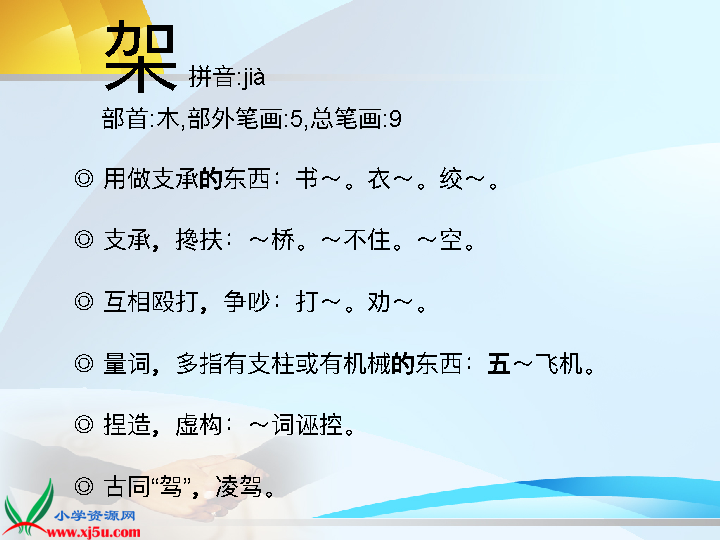 架 拼音:jià
部首:木,部外笔画:5,总笔画:9
◎ 用做支承的东西：书～。衣～。绞～。
◎ 支承，搀扶：～桥。～不住。～空。
◎ 互相殴打，争吵：打～。劝～。
◎ 量词，多指有支柱或有机械的东西：五～飞机。
◎ 捏造，虚构：～词诬控。
◎ 古同“驾”，凌驾。
小学资源网
www.xj5u.com